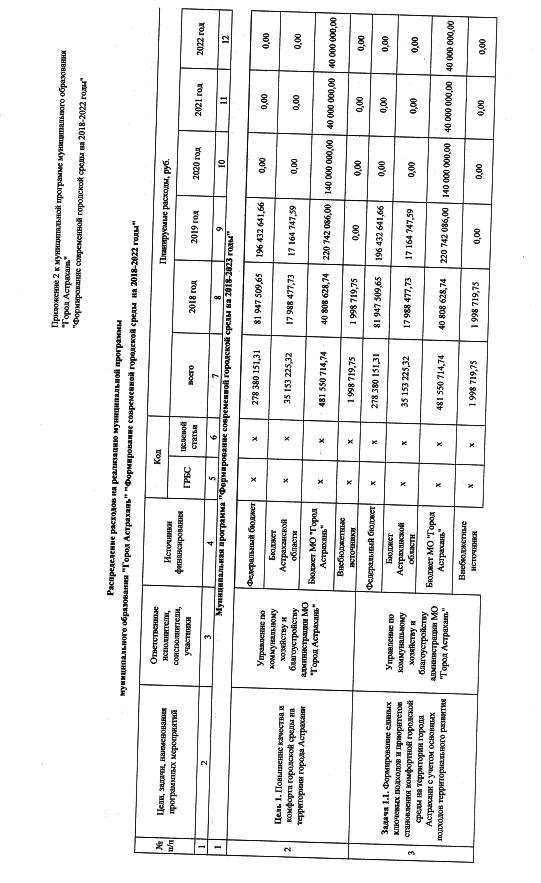 Приложение 2 к муниципальной программе муниципального образования
"Город Астрахань"
"Формирование современной городской среды на 2018-2022 годы"
Распределение расходов на реализацию муниципальной программы
муниципального образования "Город Астрахань" "Формирование современной городской среды на 2018-2022 годы"
№ п/п
Цели, задачи, наименования программных мероприятий
Ответственные исполнители, соисполнители, участники
Источники финансирования
Код
Планируемые расходы, руб.
ГРБС
целевой статьи
всего
2018 год
2019 год
2020 год
2021 год
2022 год
1 2 3 4 5 6 7 8 9 10 11 12
1 Муниципальная программа "Формирование современной городской среды на 2018-2023 годы"
2
Цель 1. Повышение качества и
комфорта городской среды на
территории города Астрахани
Управление по
коммунальному
хозяйству и
благоустройству
администрации МО
"Город Астрахань"
Федеральный бюджет x x 278 380 151,31 81 947 509,65 196 432 641,66 0,00 0,00 0,00
Бюджет Астраханской области x x 35 153 225,32 17 988 477,73 17 164 747,59 0,00 0,00 0,00
Бюджет МО "Город Астрахань" x x 481 550 714,74 40 808 628,74 220 742 086,00 140 000 000,00 40 000 000,00 40 000 000,00
Внебюджетные источники x x 1 998 719,75 1 998 719,75 0,00 0,00 0,00 0,00
3
Задача 1.1. Формирование единых
ключевых подходов и приоритетов
становления комфортной городской
среды на территории города
Астрахани с учетом основных
подходов территориального развития
Управление по
коммунальному
хозяйству и
благоустройству
администрации МО
"Город Астрахань"
Федеральный бюджет x x 278 380 151,31 81 947 509,65 196 432 641,66 0,00 0,00 0,00
Бюджет Астраханской области x x 35 153 225,32 17 988 477,73 17 164 747,59 0,00 0,00 0,00
Бюджет МО "Город Астрахань" x x 481 550 714,74 40 808 628,74 220 742 086,00 140 000 000,00 40 000 000,00 40 000 000,00
Внебюджетные источники x x 1 998 719,75 1 998 719,75 0,00 0,00 0,00 0,00